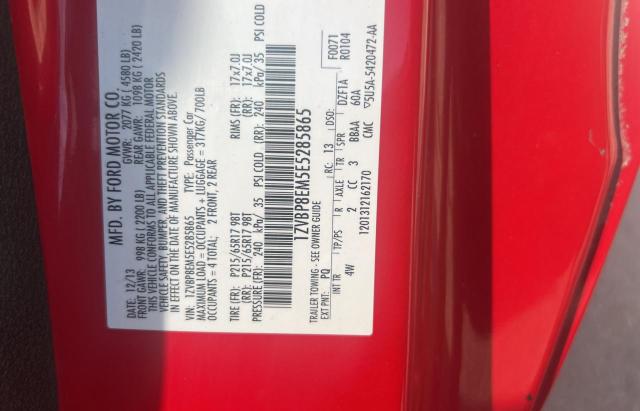 MFD. BY FORD MOTOR CO.
DATE: 12/13 GVWR: 2077 KG ( 4580 LB)
FRONT GAWR: 998 KG ( 2200 LB) REAR GAWR: 1098 KG ( 2420 LB)
THIS VEHICLE CONFORMS TO ALL APPLICABLE FEDERAL MOTOR
VEHICLE SAFETY, BUMPER, AND THEFT PREVENTION STANDARDS
IN EFFECT ON THE DATE OF MANUFACTURE SHOWN ABOVE.
VIN: 1ZVBP8EM5E5285865 TYPE: Passenger Car
MAXIMUM LOAD = OCCUPANTS + LUGGAGE = 317KG/ 700LB
OCCUPANTS = 4 TOTAL: 2 FRONT, 2 REAR
TIRE (FR): P215/65R17 98T RIMS (FR): 17x7.0J
(RR): P215/65R17 98T (RR): 17x7.0J
PRESSURE (FR): 240 kPa/ 35 PSI COLD (RR): 240 kPa/ 35 PSI COLD
1ZVBP8EM5E5285865
TRAILER TOWING - SEE OWNER GUIDE F0071
EXT PNT: PQ RC: 13 DSO: R0104
INT TR TP/PS R AXLE TR SPR DZF1A
4W 2 CC 3 BBAA 60A
1201312162170 CMC ▽5U5A-5420472-AA